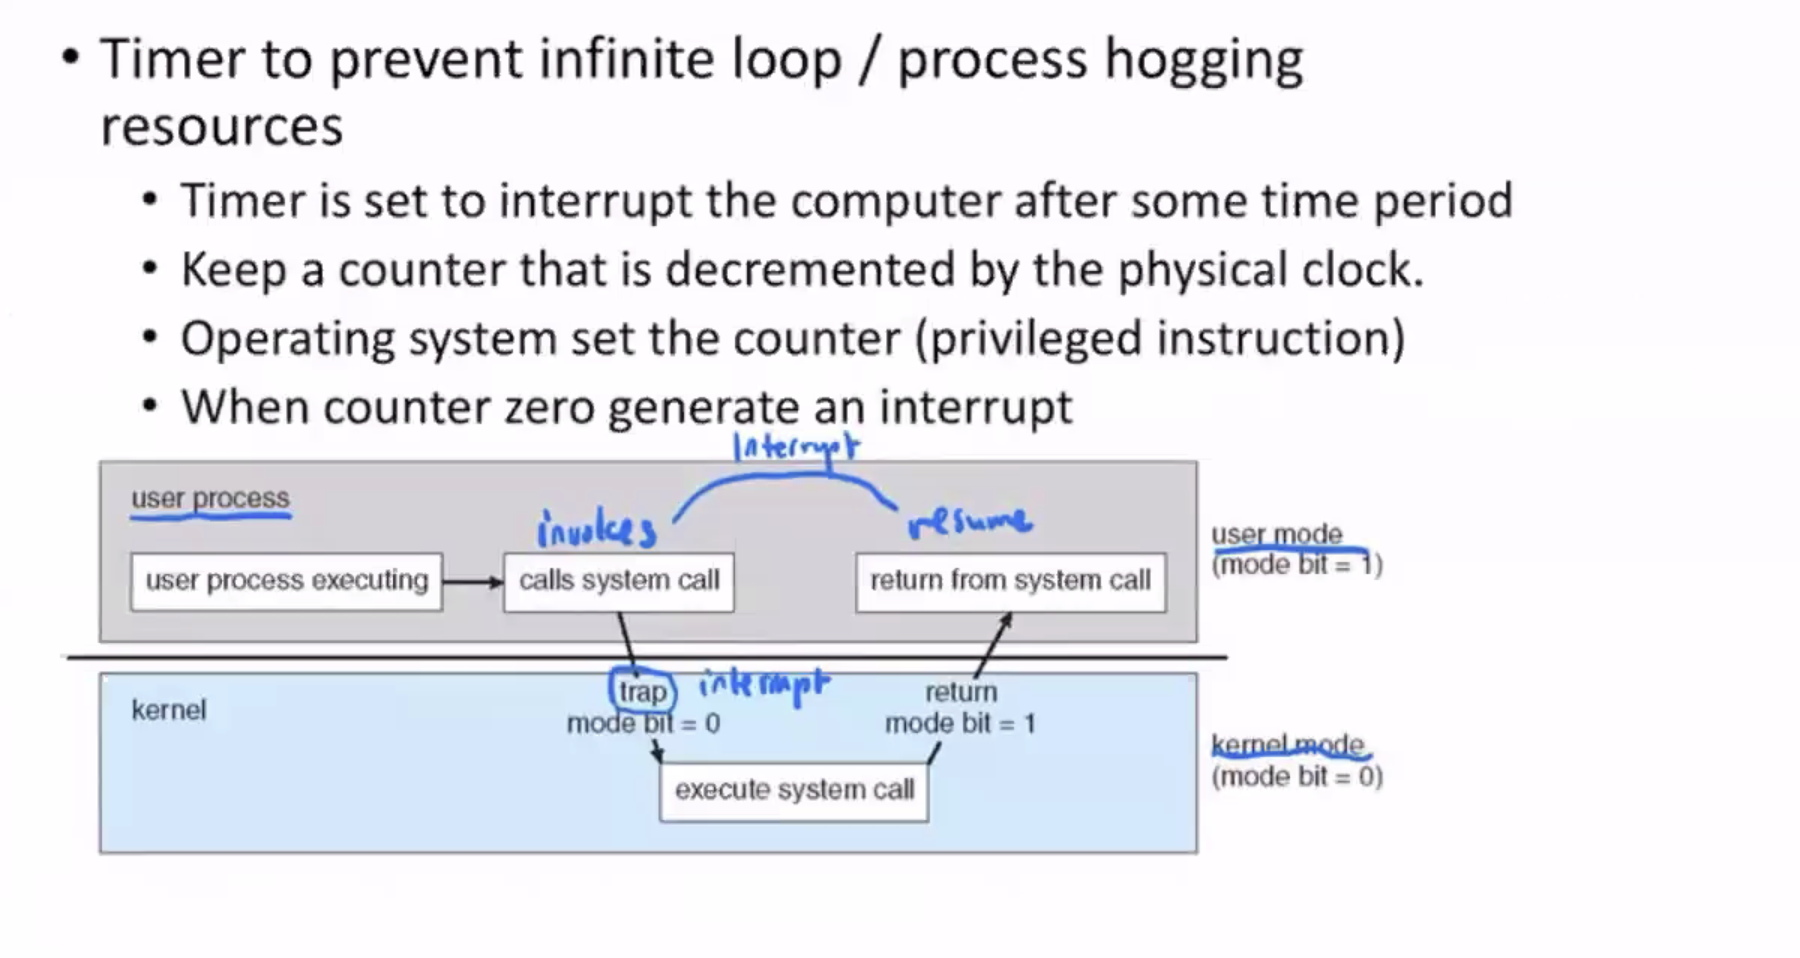 • Timer to prevent infinite loop / process hogging
resources
• Timer is set to interrupt the computer after some time period
• Keep a counter that is decremented by the physical clock.
• Operating system set the counter (privileged instruction)
• When counter zero generate an interrupt
Interrupt
user process
invokes
resume
user process executing
calls system call
return from system call
user mode
(mode bit = 1)
kernel
trap
interrupt
mode bit = 0
return
mode bit = 1
execute system call
kernel mode
(mode bit = 0)